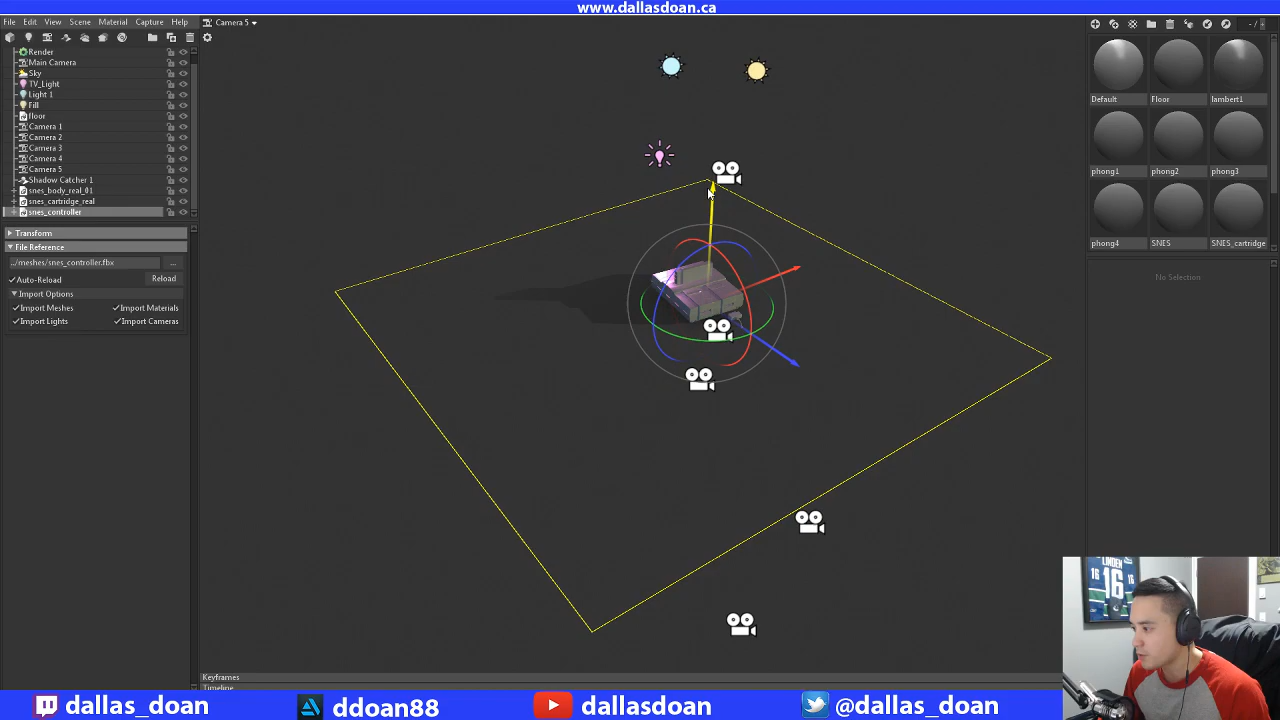 www.dallasdoan.ca
File Edit View Scene Material Capture Help
Camera 5
Render
Main Camera
Sky
TV_Light
Light 1
Fill
floor
Camera 1
Camera 2
Camera 3
Camera 4
Camera 5
Shadow Catcher 1
snes_body_real_01
snes_cartridge_real
snes_controller
Transform
File Reference
../meshes/snes_controller.fbx ...
Auto-Reload Reload
Import Options
Import Meshes Import Materials
Import Lights Import Cameras
Default Floor lambert1
phong1 phong2 phong3
phong4 SNES SNES_cartridge
No Selection
LINDEN
16 16
Keyframes
Timeline
dallas_doan ddoan88 dallasdoan @dallas_doan